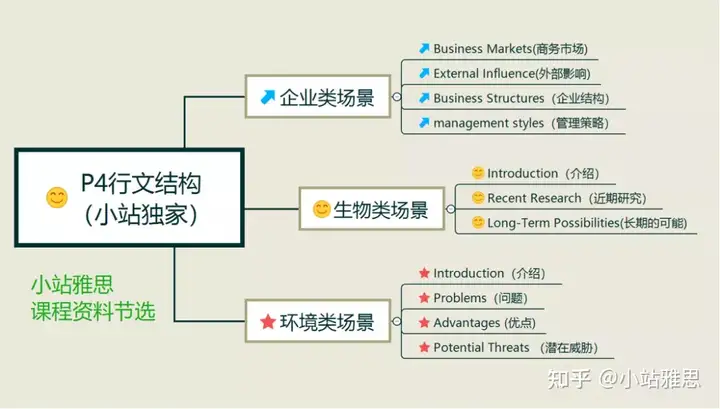 P4行文结构
(小站独家）
小站雅思
课程资料节选
企业类场景
Business Markets(商务市场)
External Influence(外部影响)
Business Structures（企业结构）
management styles（管理策略）
生物类场景
Introduction（介绍）
Recent Research（近期研究）
Long-Term Possibilities(长期的可能)
环境类场景
Introduction（介绍）
Problems（问题）
Advantages (优点)
Potential Threats （潜在威胁）
知乎 @小站雅思